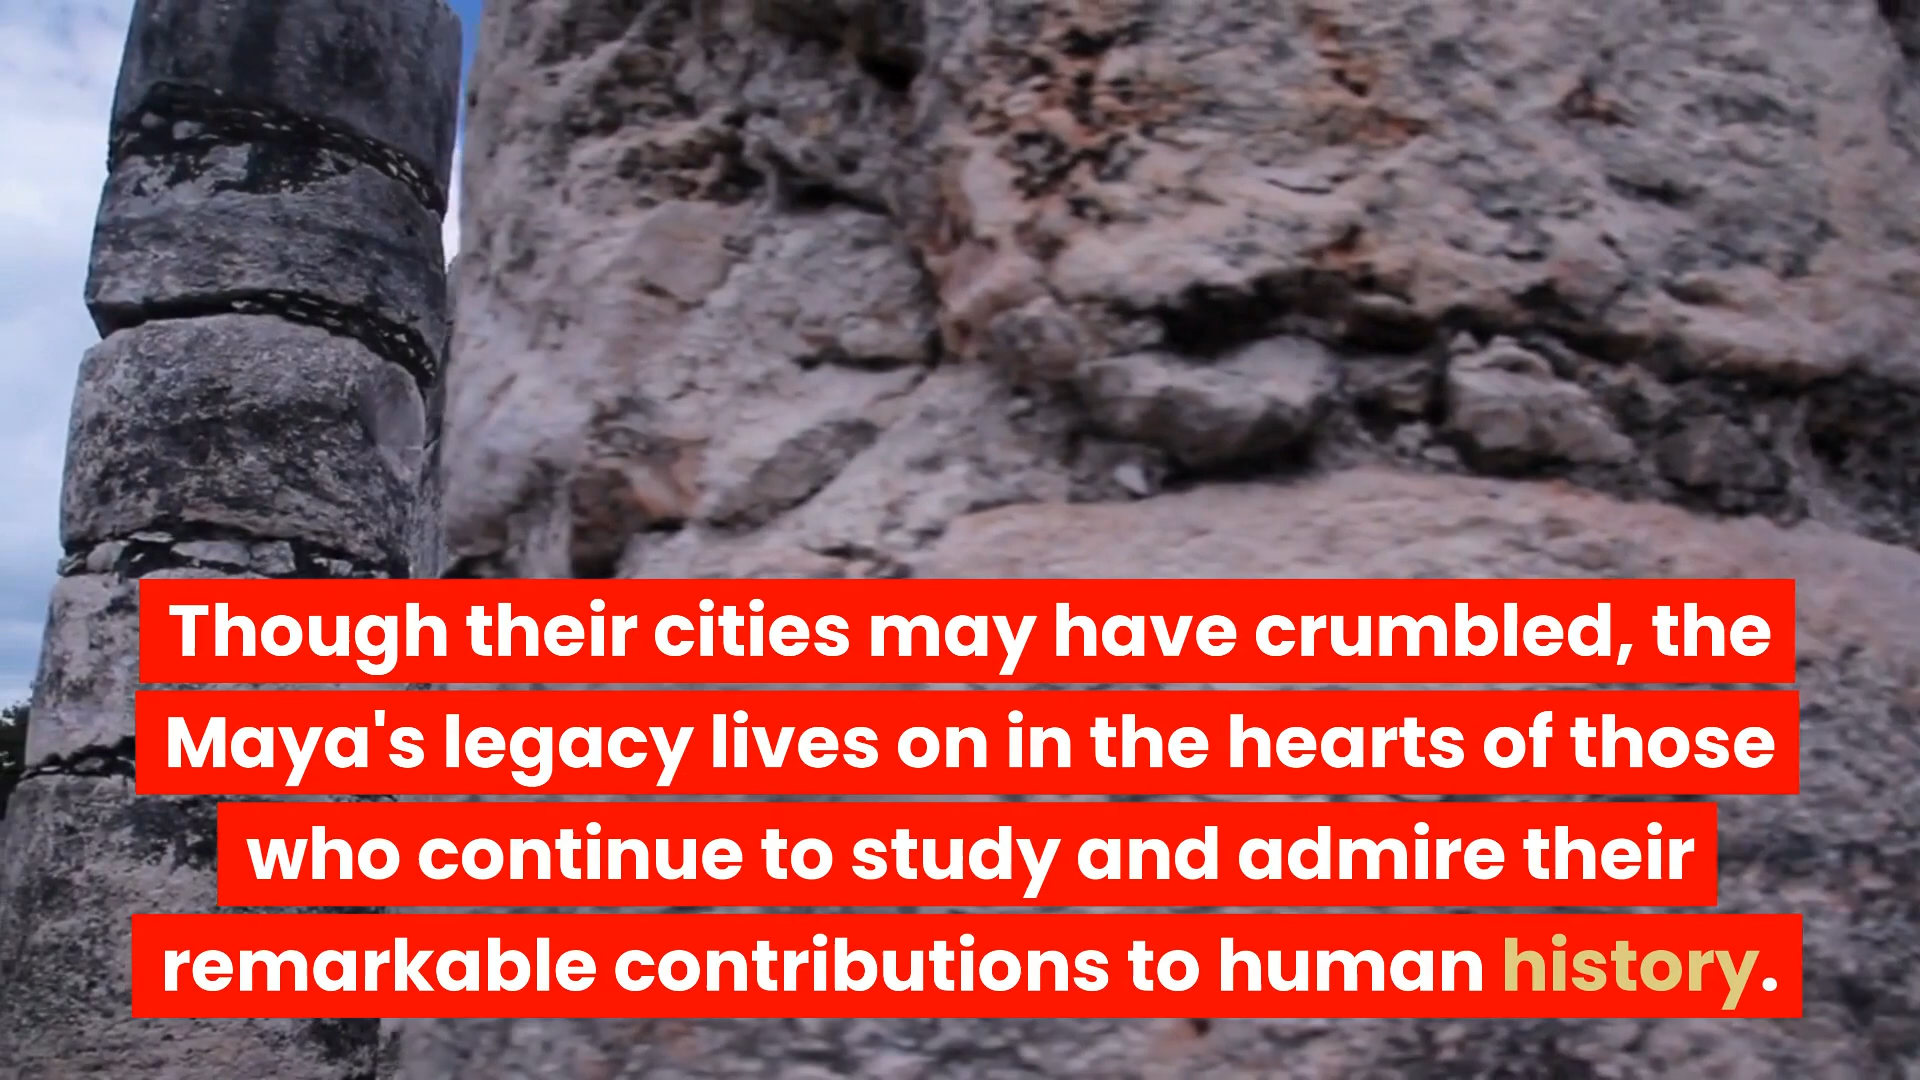 Though their cities may have crumbled, the
Maya's legacy lives on in the hearts of those
who continue to study and admire their
remarkable contributions to human history.